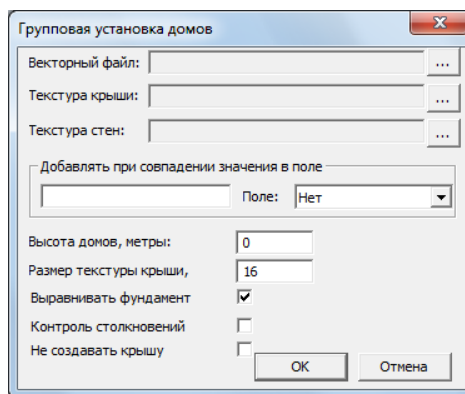 Групповая установка домов
Векторный файл: ...
Текстура крыши: ...
Текстура стен: ...
Добавлять при совпадении значения в поле
Поле: Нет
Высота домов, метры: 0
Размер текстуры крыши, 16
Выравнивать фундамент
Контроль столкновений
Не создавать крышу
OK Отмена